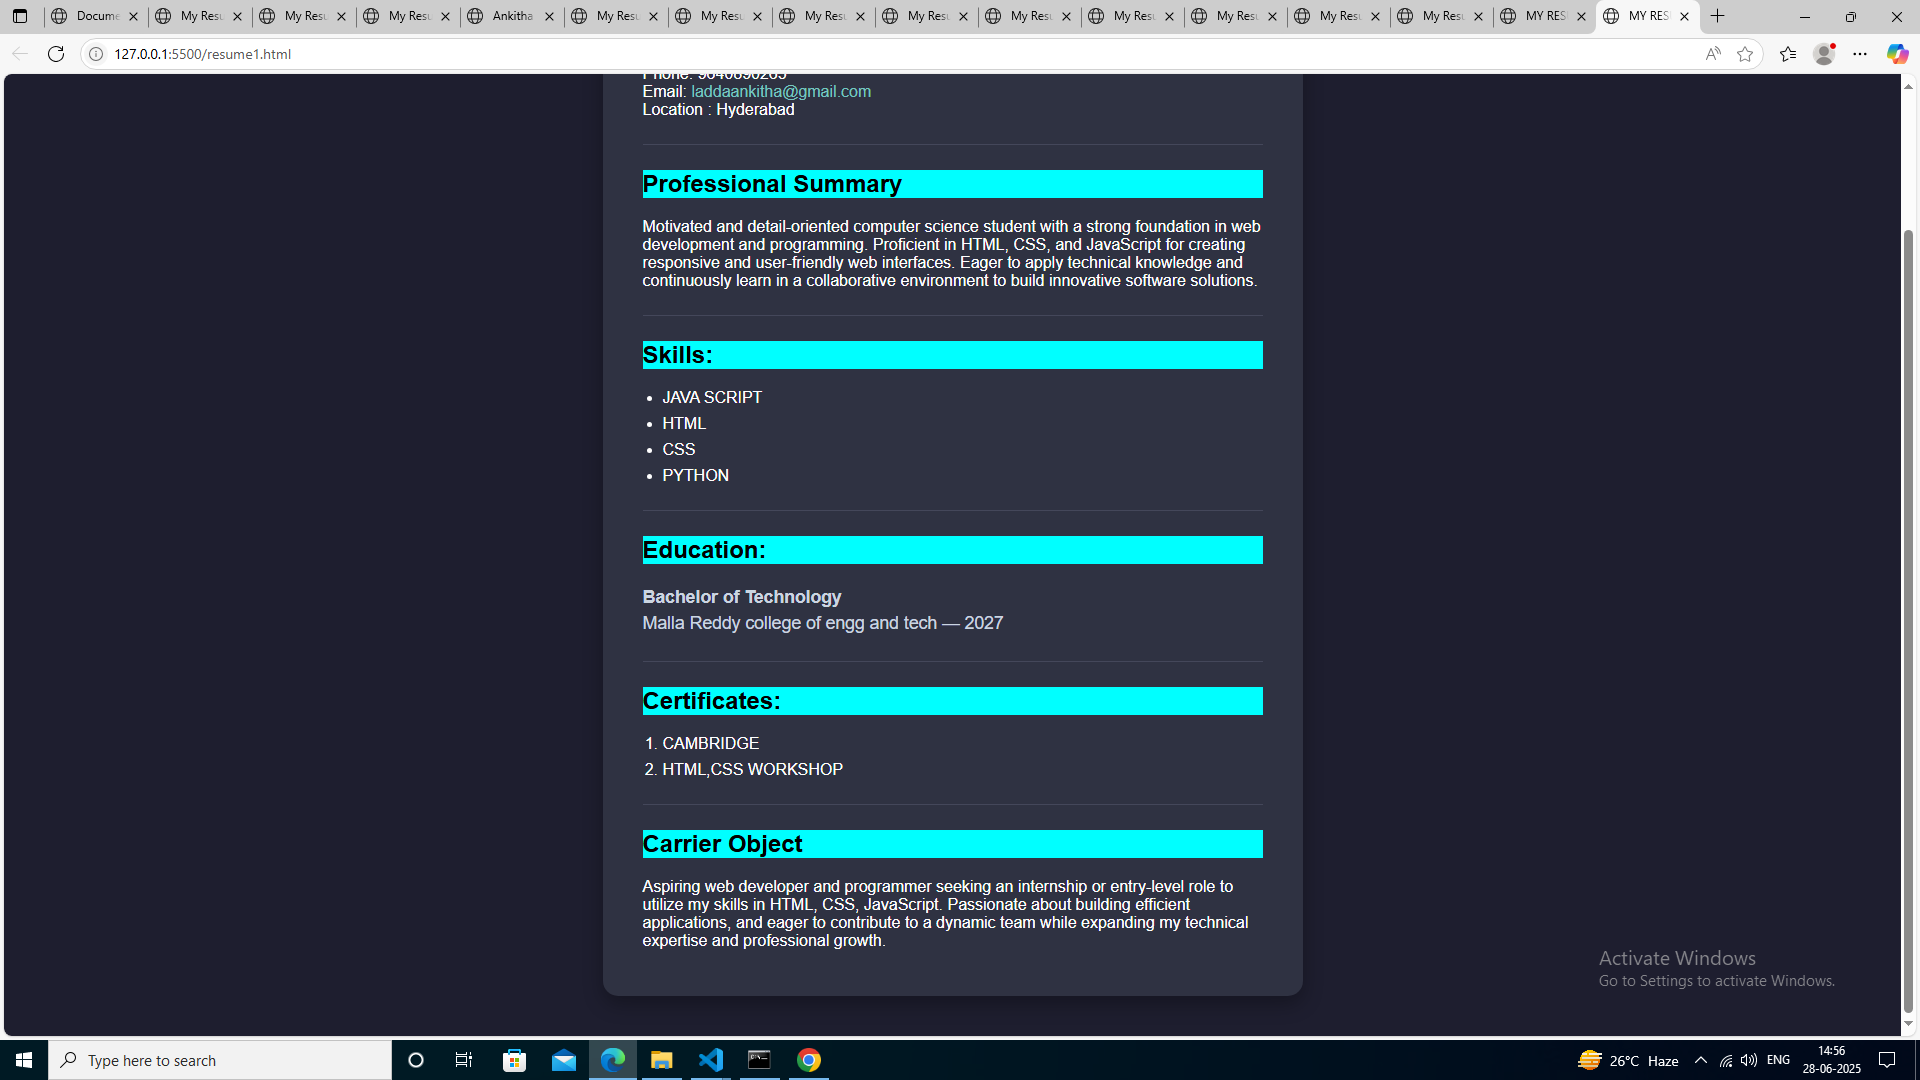 Docume
My Resu
My Resu
My Resu
Ankitha
My Resu
My Resu
My Resu
My Resu
My Resu
My Resu
My Resu
My Resu
My Resu
MY RES
MY RES
127.0.0.1:5500/resume1.html
Phone: 9640890265
Email: laddaankitha@gmail.com
Location : Hyderabad
Professional Summary
Motivated and detail-oriented computer science student with a strong foundation in web
development and programming. Proficient in HTML, CSS, and JavaScript for creating
responsive and user-friendly web interfaces. Eager to apply technical knowledge and
continuously learn in a collaborative environment to build innovative software solutions.
Skills:
• JAVA SCRIPT
• HTML
• CSS
• PYTHON
Education:
Bachelor of Technology
Malla Reddy college of engg and tech — 2027
Certificates:
1. CAMBRIDGE
2. HTML,CSS WORKSHOP
Carrier Object
Aspiring web developer and programmer seeking an internship or entry-level role to
utilize my skills in HTML, CSS, JavaScript. Passionate about building efficient
applications, and eager to contribute to a dynamic team while expanding my technical
expertise and professional growth.
Activate Windows
Go to Settings to activate Windows.
Type here to search
26°C Haze
ENG
14:56
28-06-2025